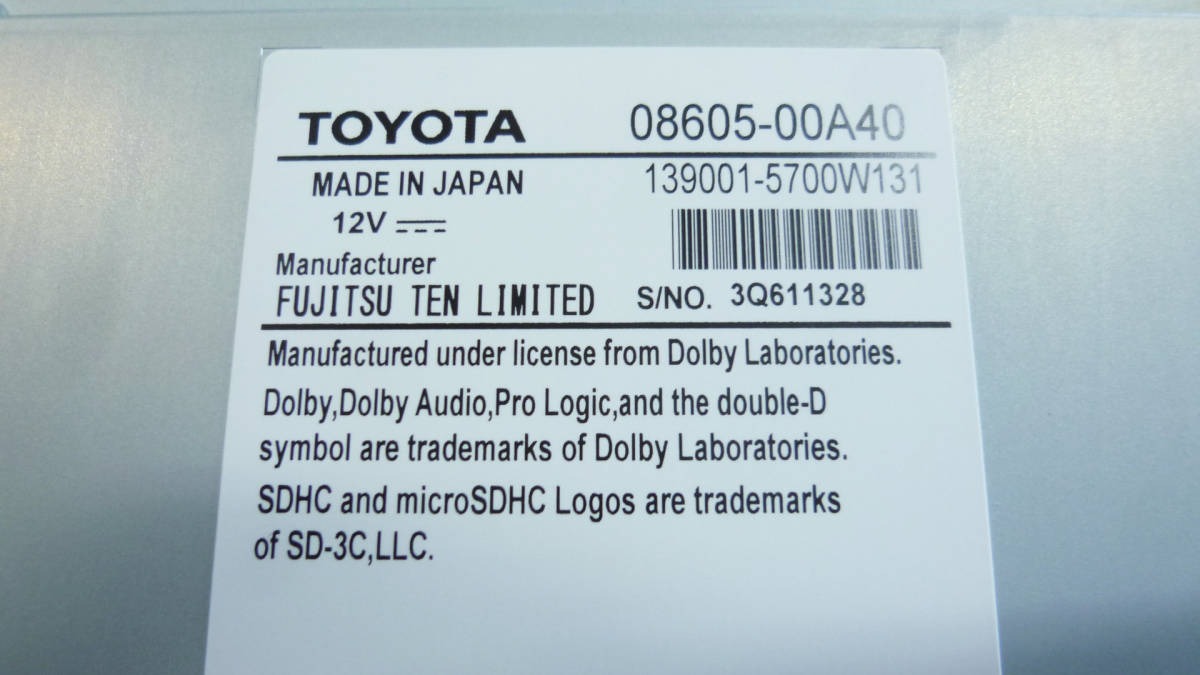 TOYOTA 08605-00A40
MADE IN JAPAN 139001-5700W131
12V
Manufacturer
FUJITSU TEN LIMITED S/NO. 3Q611328
Manufactured under license from Dolby Laboratories.
Dolby,Dolby Audio,Pro Logic,and the double-D
symbol are trademarks of Dolby Laboratories.
SDHC and microSDHC Logos are trademarks
of SD-3C,LLC.